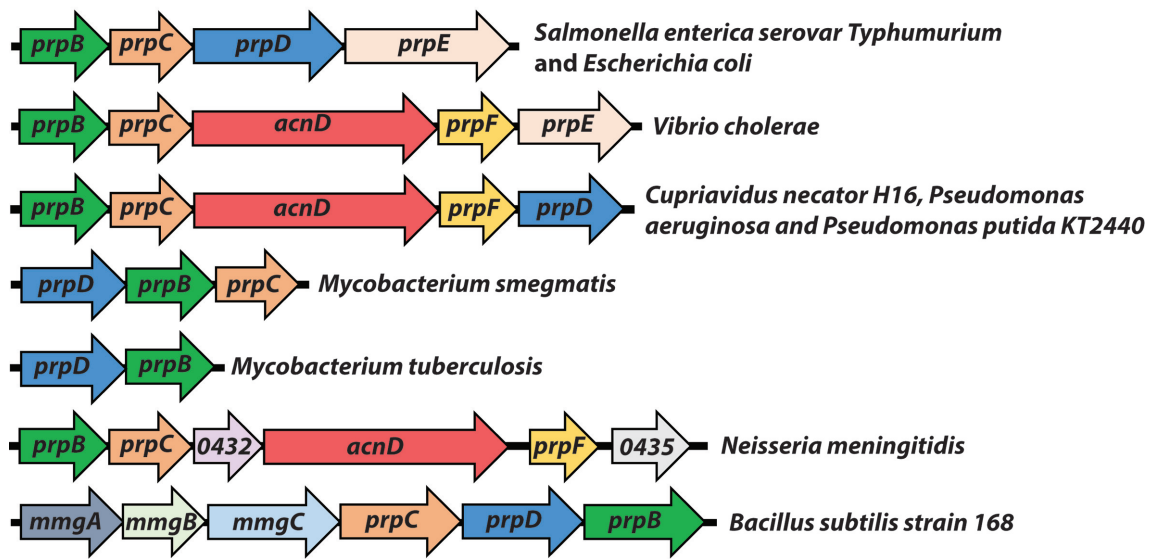 prpB prpC prpD prpE Salmonella enterica serovar Typhumurium
and Escherichia coli
prpB prpC acnD prpF prpE Vibrio cholerae
prpB prpC acnD prpF prpD Cupriavidus necator H16, Pseudomonas
aeruginosa and Pseudomonas putida KT2440
prpD prpB prpC Mycobacterium smegmatis
prpD prpB Mycobacterium tuberculosis
prpB prpC 0432 acnD prpF 0435 Neisseria meningitidis
mmgA mmgB mmgC prpC prpD prpB Bacillus subtilis strain 168